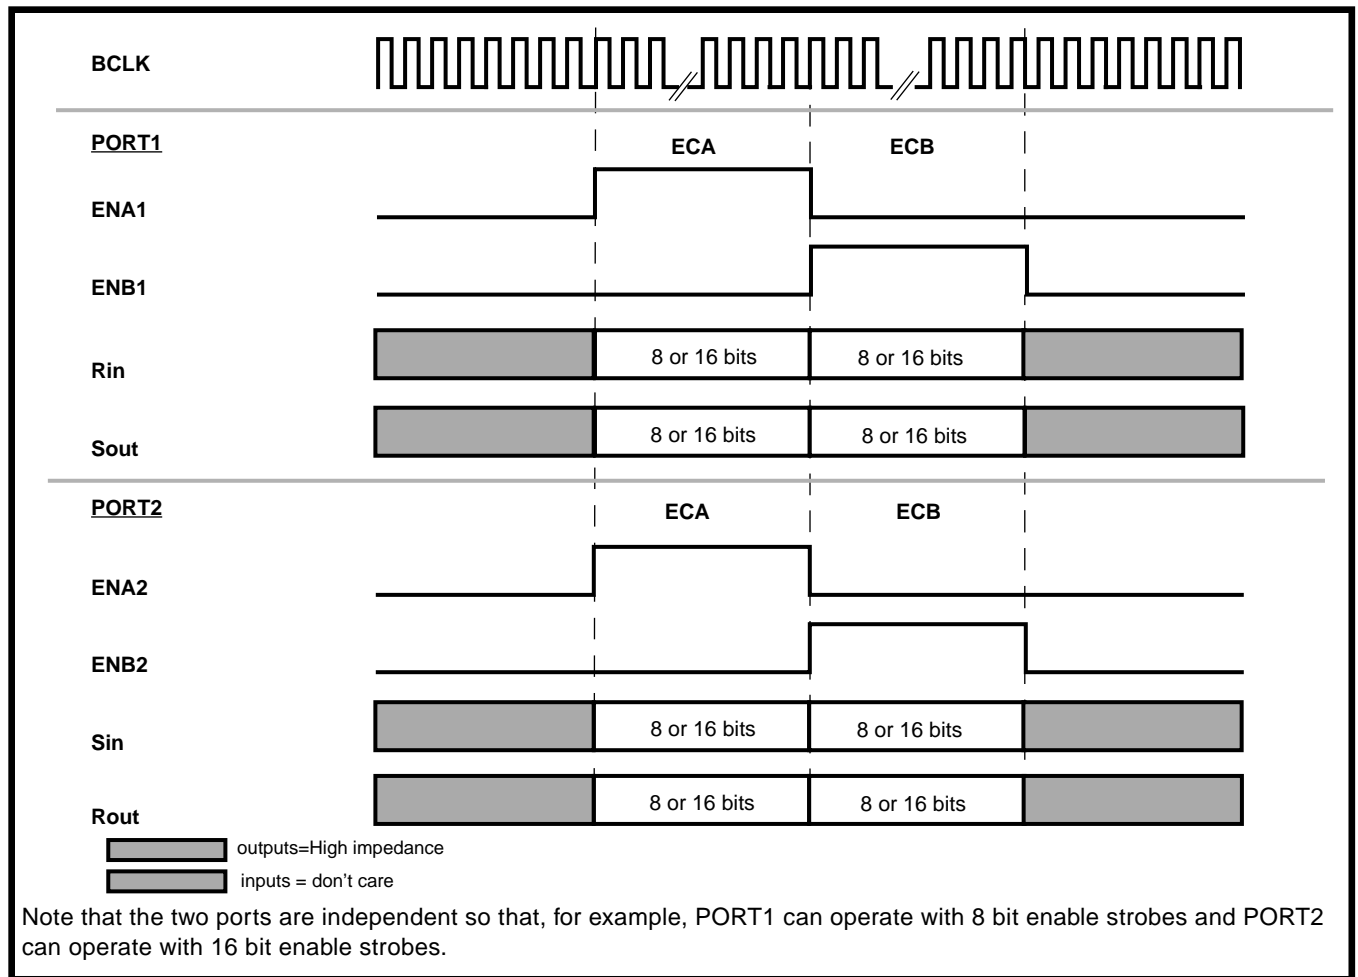 BCLK
PORT1
ECA ECB
ENA1
ENB1
Rin 8 or 16 bits 8 or 16 bits
Sout 8 or 16 bits 8 or 16 bits
PORT2
ECA ECB
ENA2
ENB2
Sin 8 or 16 bits 8 or 16 bits
Rout 8 or 16 bits 8 or 16 bits
outputs=High impedance
inputs = don't care
Note that the two ports are independent so that, for example, PORT1 can operate with 8 bit enable strobes and PORT2
can operate with 16 bit enable strobes.